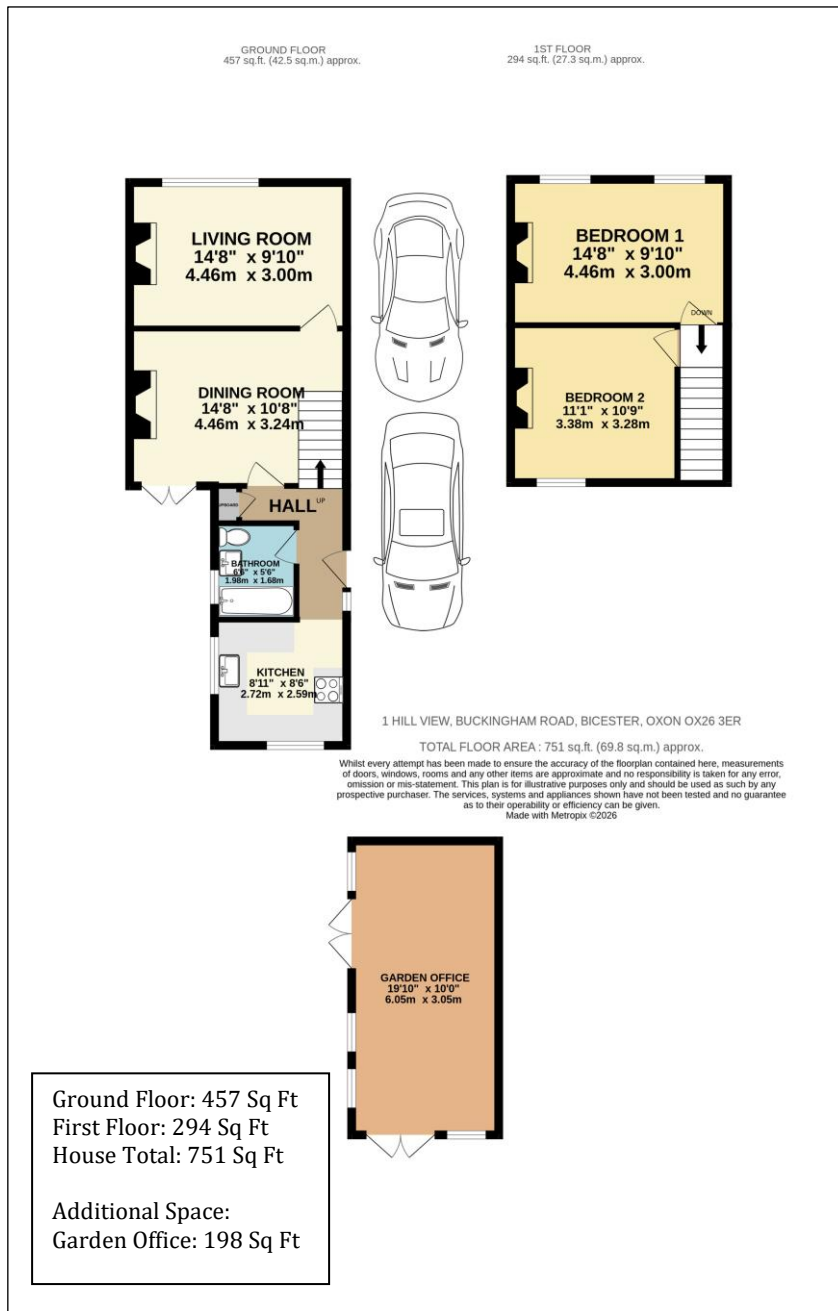 GROUND FLOOR
457 sq.ft. (42.5 sq.m.) approx.
1ST FLOOR
294 sq.ft. (27.3 sq.m.) approx.
LIVING ROOM
14'8" x 9'10"
4.46m x 3.00m
BEDROOM 1
14'8" x 9'10"
4.46m x 3.00m
DOWN
DINING ROOM
14'8" x 10'8"
4.46m x 3.24m
BEDROOM 2
11'1" x 10'9"
3.38m x 3.28m
HALL
UP
BATHROOM
6'6" x 5'6"
1.98m x 1.68m
KITCHEN
8'11" x 8'6"
2.72m x 2.59m
1 HILL VIEW, BUCKINGHAM ROAD, BICESTER, OXON OX26 3ER
TOTAL FLOOR AREA : 751 sq.ft. (69.8 sq.m.) approx.
Whilst every attempt has been made to ensure the accuracy of the floorplan contained here, measurements
of doors, windows, rooms and any other items are approximate and no responsibility is taken for any error,
omission or mis-statement. This plan is for illustrative purposes only and should be used as such by any
prospective purchaser. The services, systems and appliances shown have not been tested and no guarantee
as to their operability or efficiency can be given.
Made with Metropix ©2026
GARDEN OFFICE
19'10" x 10'0"
6.05m x 3.05m
Ground Floor: 457 Sq Ft
First Floor: 294 Sq Ft
House Total: 751 Sq Ft
Additional Space:
Garden Office: 198 Sq Ft